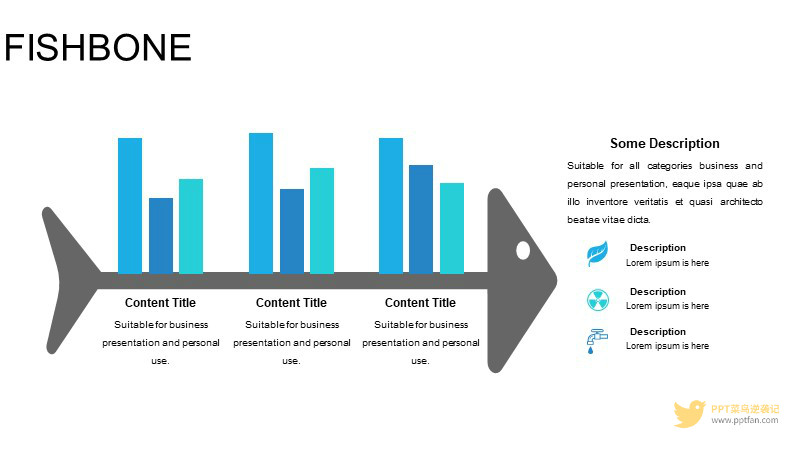 FISHBONE
Some Description
Suitable for all categories business and
personal presentation, eaque ipsa quae ab
illo inventore veritatis et quasi architecto
beatae vitae dicta.
Description
Lorem ipsum is here
Description
Lorem ipsum is here
Description
Lorem ipsum is here
Content Title
Suitable for business
presentation and personal
use.
Content Title
Suitable for business
presentation and personal
use.
Content Title
Suitable for business
presentation and personal
use.
PPT菜鸟逆袭记
www.pptfan.com